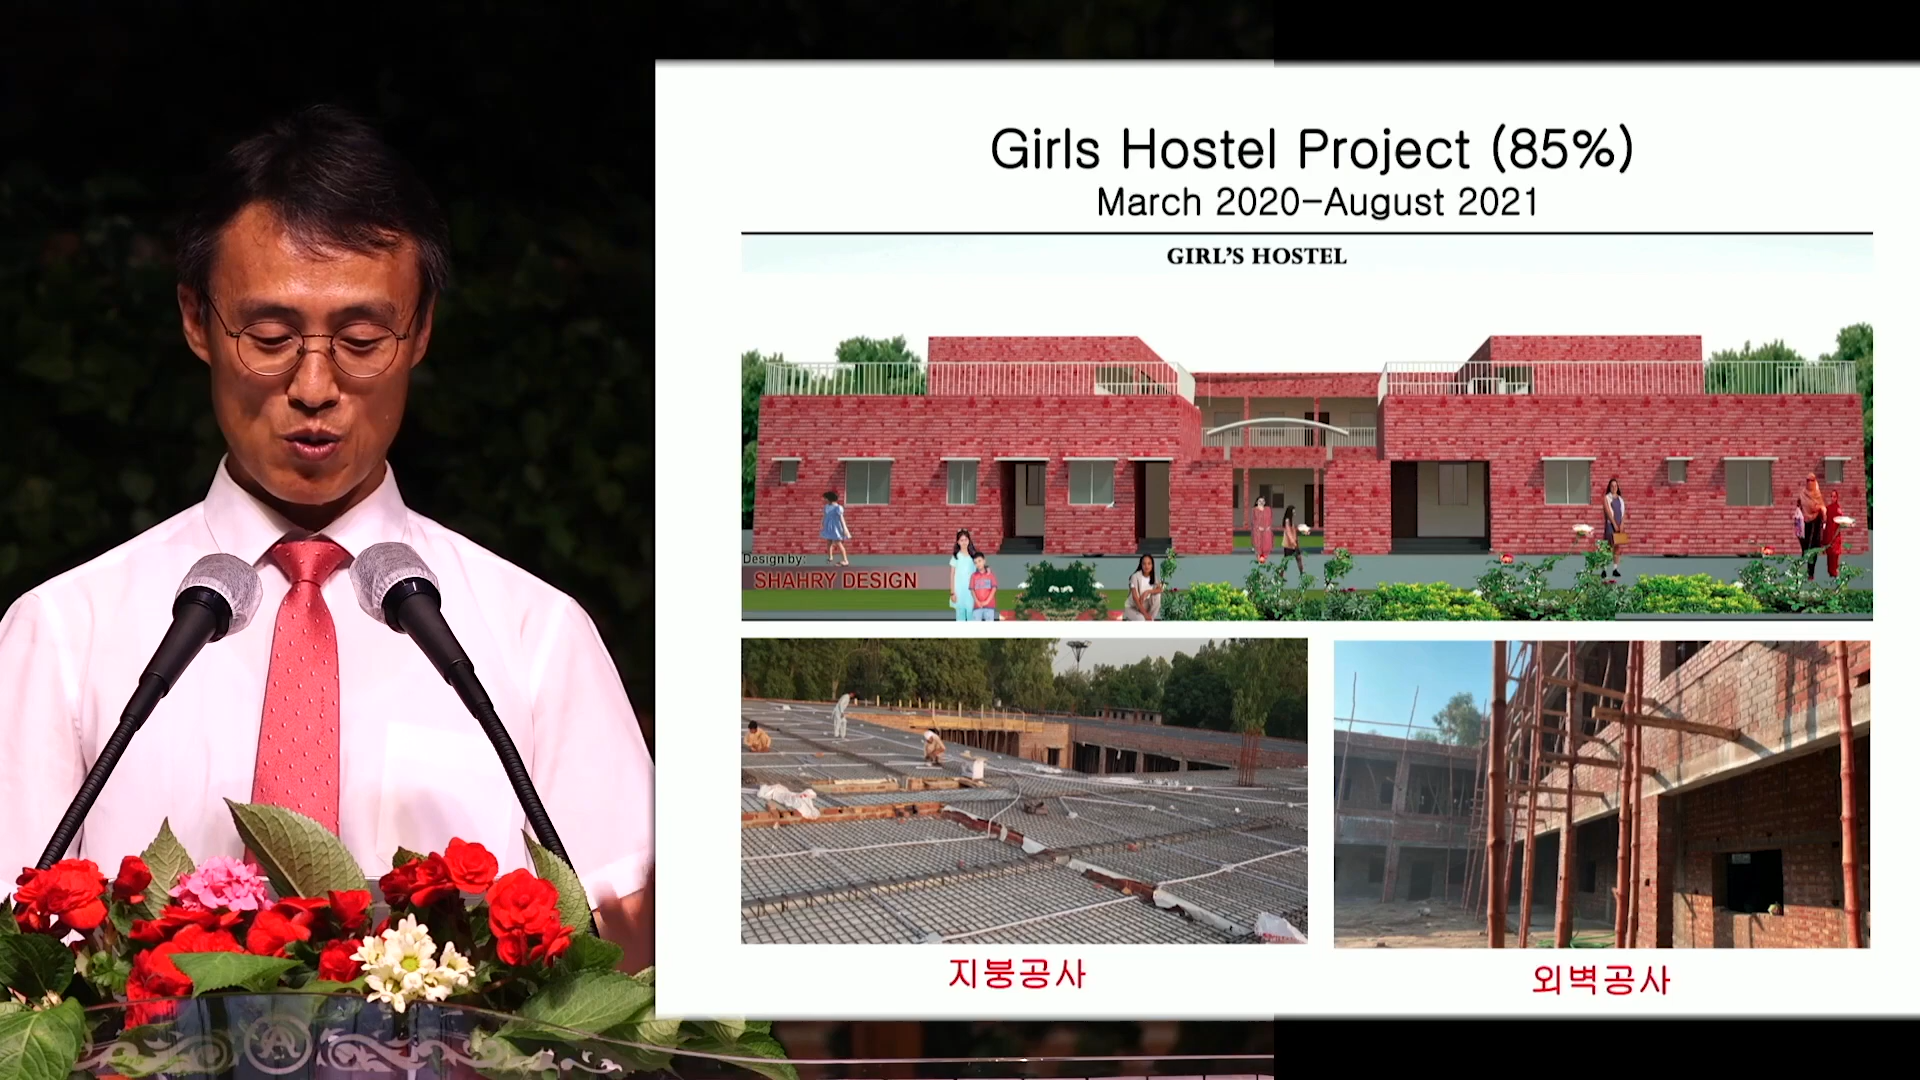 Girls Hostel Project (85%)
March 2020-August 2021
GIRL'S HOSTEL
Design by:
SHAHRY DESIGN
지붕공사
외벽공사